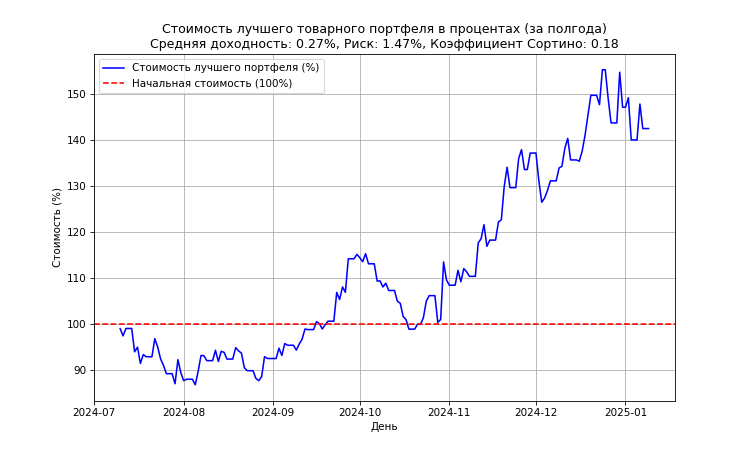 Стоимость лучшего товарного портфеля в процентах (за полгода)
Средняя доходность: 0.27%, Риск: 1.47%, Коэффициент Сортино: 0.18
Стоимость лучшего портфеля (%)
Начальная стоимость (100%)
Стоимость (%)
150
140
130
120
110
100
90
2024-07 2024-08 2024-09 2024-10 2024-11 2024-12 2025-01
День